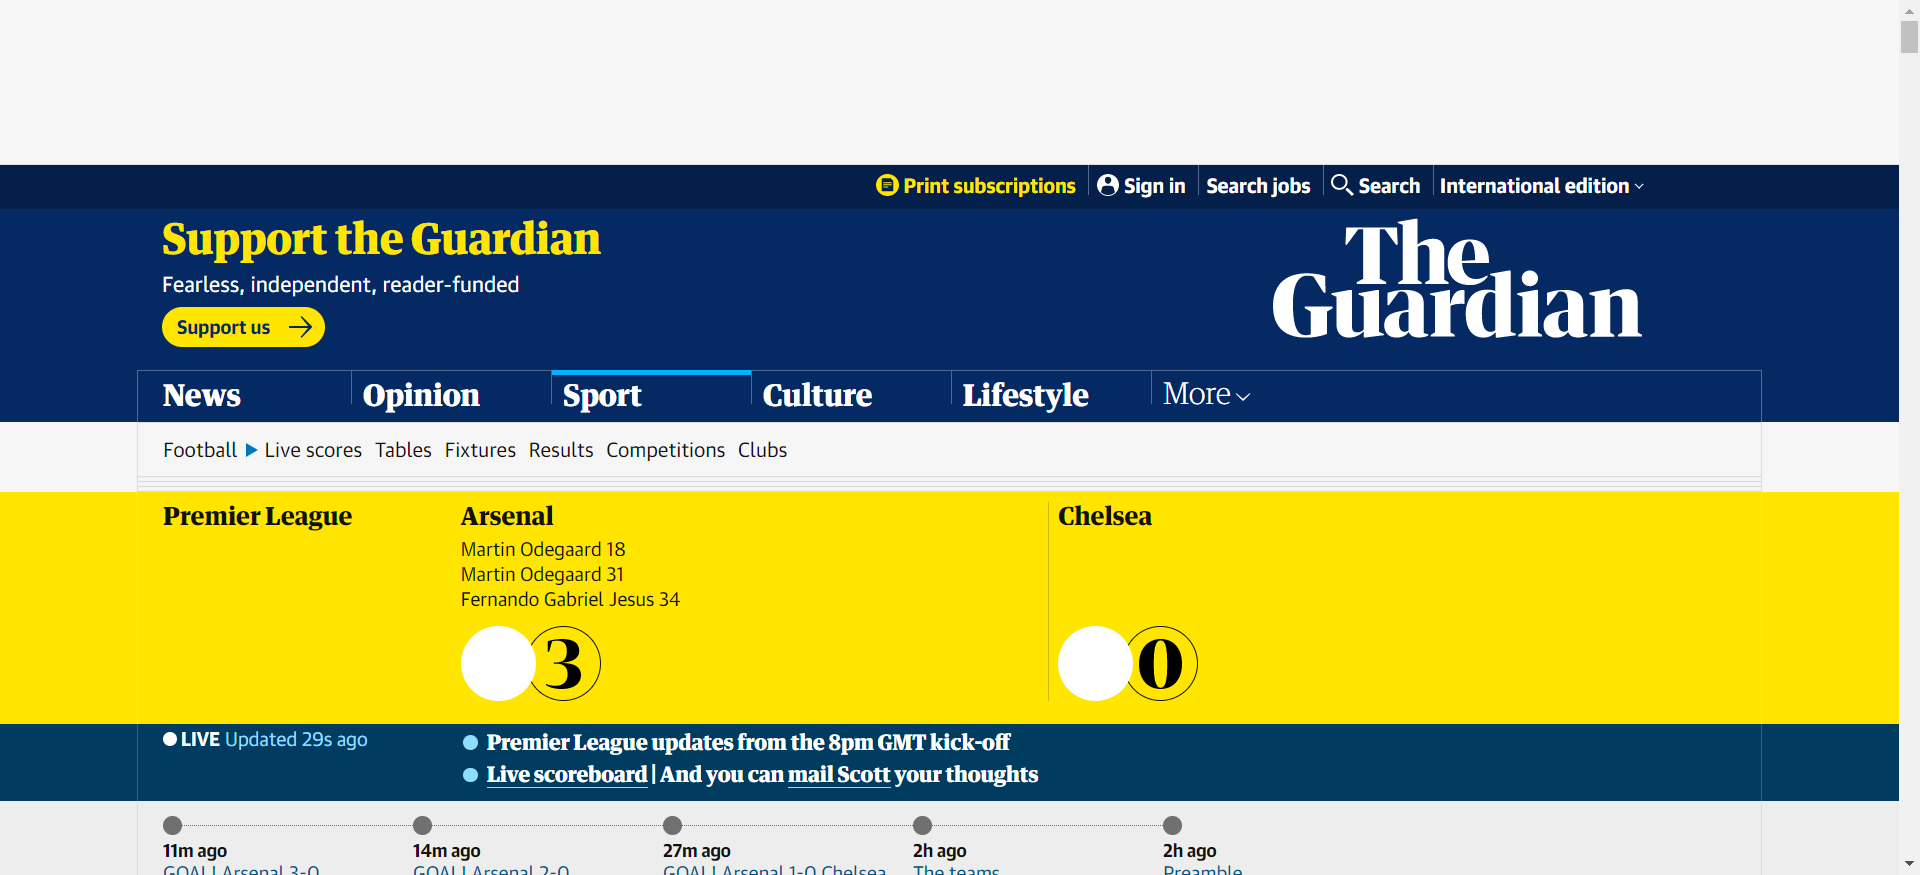 Print subscriptions
Sign in
Search jobs
Search
International edition
Support the Guardian
Fearless, independent, reader-funded
Support us
The
Guardian
News
Opinion
Sport
Culture
Lifestyle
More
Football
Live scores
Tables
Fixtures
Results
Competitions
Clubs
Premier League
Arsenal
Martin Odegaard 18
Martin Odegaard 31
Fernando Gabriel Jesus 34
3
Chelsea
0
LIVE Updated 29s ago
Premier League updates from the 8pm GMT kick-off
Live scoreboard | And you can mail Scott your thoughts
11m ago
GOAL! Arsenal 3-0
14m ago
GOAL! Arsenal 2-0
27m ago
GOAL! Arsenal 1-0 Chelsea
2h ago
The teams
2h ago
Preamble